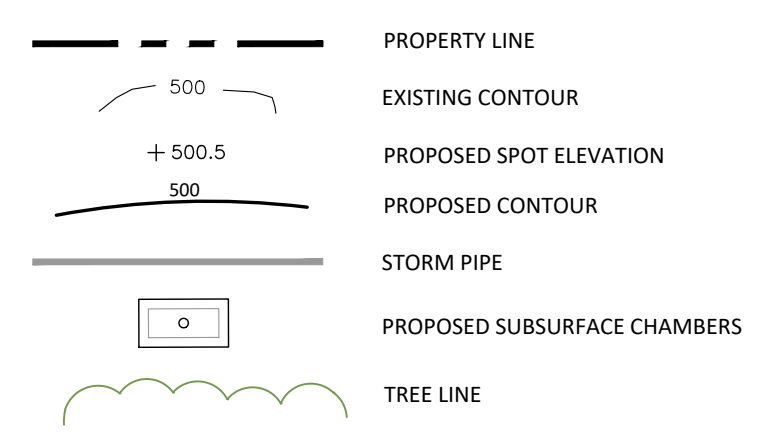 PROPERTY LINE
500
EXISTING CONTOUR
+ 500.5
PROPOSED SPOT ELEVATION
500
PROPOSED CONTOUR
STORM PIPE
PROPOSED SUBSURFACE CHAMBERS
TREE LINE